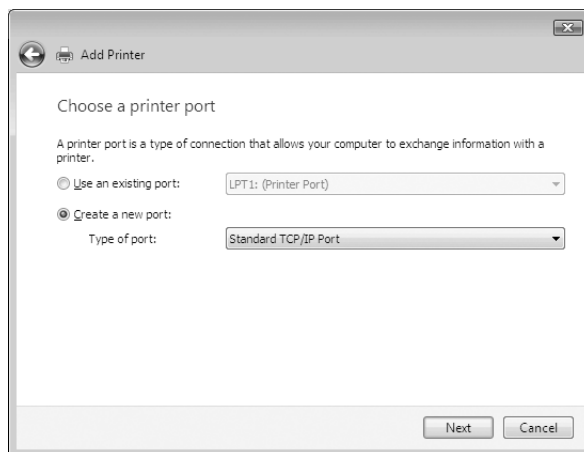 Add Printer
Choose a printer port
A printer port is a type of connection that allows your computer to exchange information with a
printer.
Use an existing port: LPT1: (Printer Port)
Create a new port:
Type of port: Standard TCP/IP Port
Next Cancel